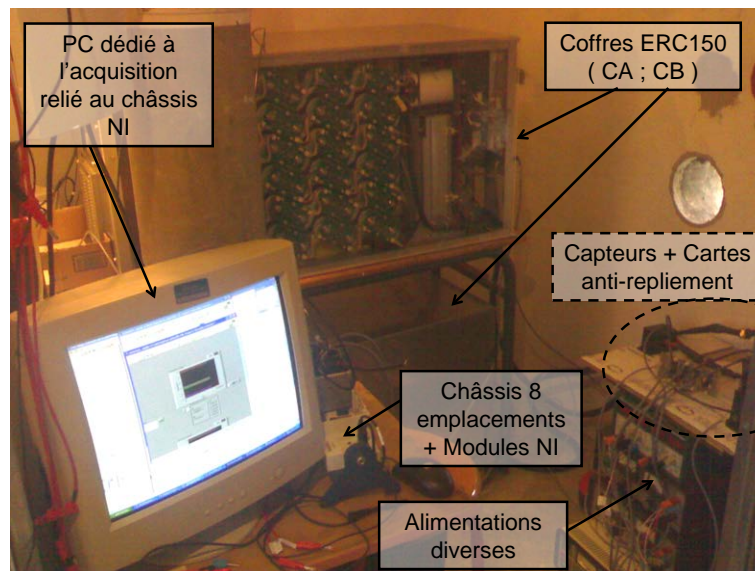 PC dédié à
l'acquisition
relié au châssis
NI
Coffres ERC150
( CA ; CB )
Capteurs + Cartes
anti-repliement
Châssis 8
emplacements
+ Modules NI
Alimentations
diverses